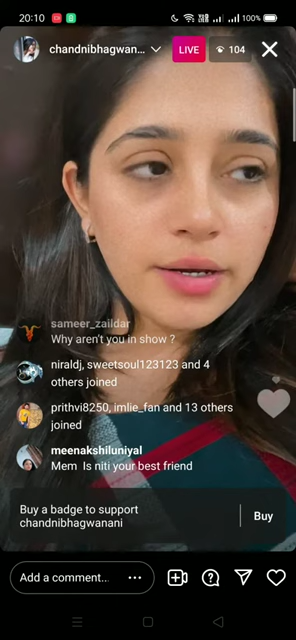 20:10
100%
chandnibhagwan...
LIVE
104
sameer_zaildar
Why aren't you in show ?
niraldj, sweetsoul123123 and 4
others joined
prithvi8250, imlie_fan and 13 others
joined
meenakshiluniyal
Mem Is niti your best friend
Buy a badge to support
chandnibhagwanani
Buy
Add a comment...